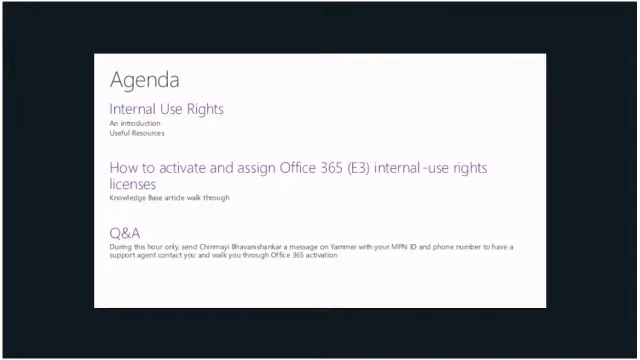 Agenda
Internal Use Rights
An introduction
Useful Resources
How to activate and assign Office 365 (E3) internal-use rights
licenses
Knowledge Base article walk through
Q&A
During this hour only, send Chinmayi Bhavanishankar a message on Yammer with your MPN ID and phone number to have a
support agent contact you and walk you through Office 365 activation